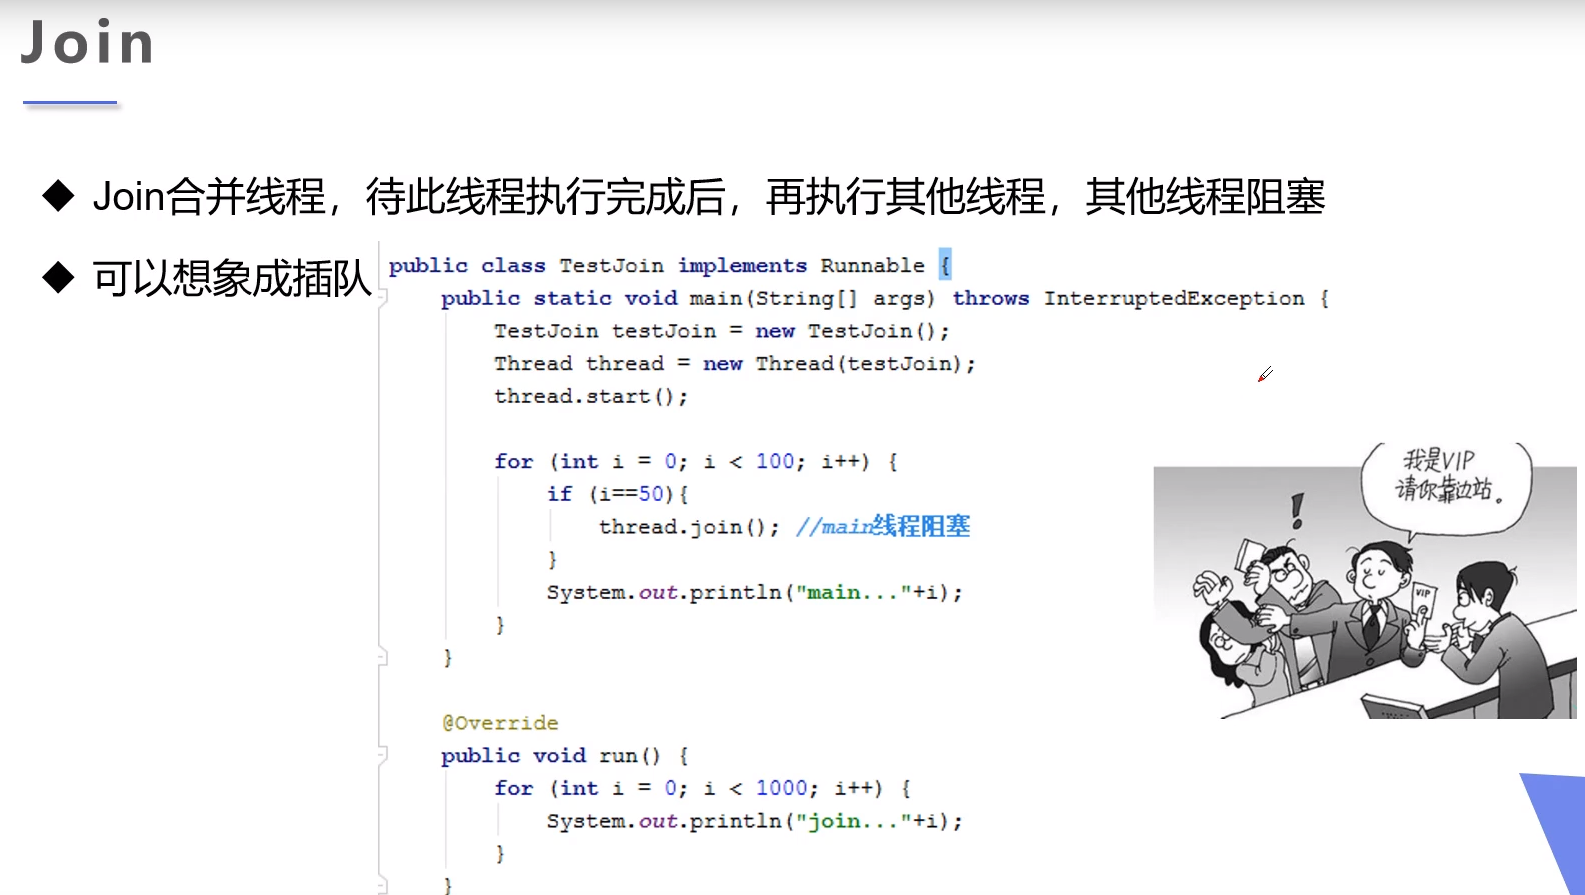 Join
◆ Join合并线程，待此线程执行完成后，再执行其他线程，其他线程阻塞
◆ 可以想象成插队
public class TestJoin implements Runnable {
public static void main(String[] args) throws InterruptedException {
TestJoin testJoin = new TestJoin();
Thread thread = new Thread(testJoin);
thread.start();
for (int i = 0; i < 100; i++) {
if (i==50){
thread.join(); //main线程阻塞
}
System.out.println("main..."+i);
}
}
@Override
public void run() {
for (int i = 0; i < 1000; i++) {
System.out.println("join..."+i);
}
}
我是VIP
请你靠边站。
!
VIP